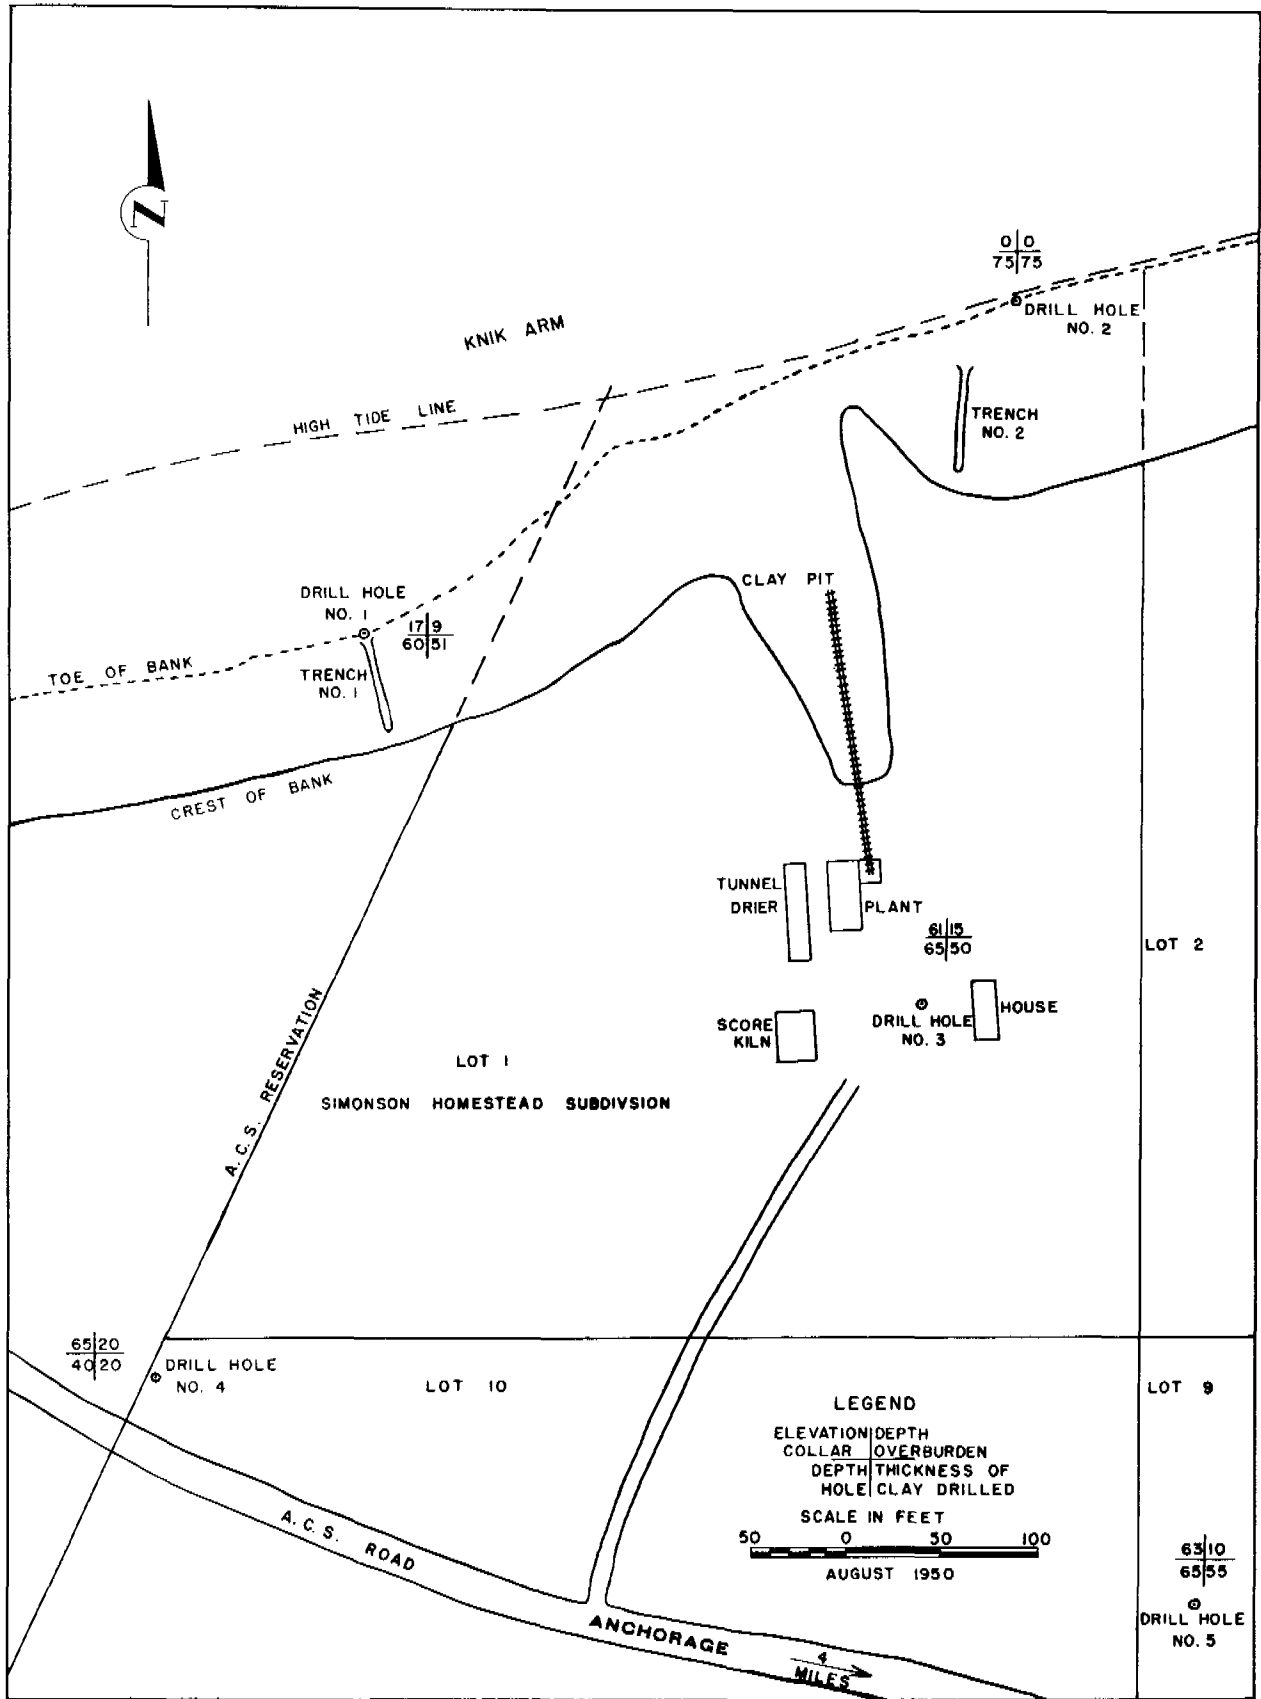 N
KNIK ARM
0 0
75 75
DRILL HOLE
NO. 2
HIGH TIDE LINE
TRENCH
NO. 2
CLAY PIT
DRILL HOLE
NO. 1
17 9
60 51
TOE OF BANK
TRENCH
NO. 1
CREST OF BANK
TUNNEL
DRIER
PLANT
61 15
65 50
LOT 2
A.C.S. RESERVATION
SCORE
KILN
DRILL HOLE
NO. 3
HOUSE
LOT 1
SIMONSON HOMESTEAD SUBDIVSION
65 20
40 20
DRILL HOLE
NO. 4
LOT 10
LOT 9
LEGEND
ELEVATION DEPTH
COLLAR OVERBURDEN
DEPTH THICKNESS OF
HOLE CLAY DRILLED
SCALE IN FEET
50 0 50 100
AUGUST 1950
A.C.S. ROAD
63 10
65 55
DRILL HOLE
NO. 5
ANCHORAGE
4
MILES